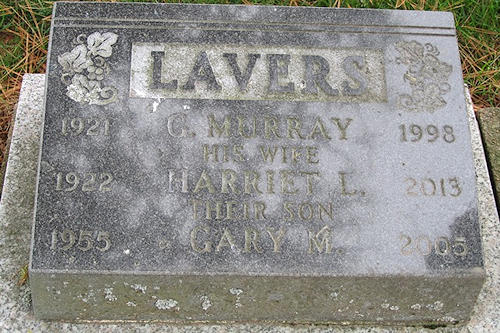 LAVERS
1921 C. MURRAY 1998
HIS WIFE
1922 HARRIET L. 2013
THEIR SON
1955 GARY M. 2005